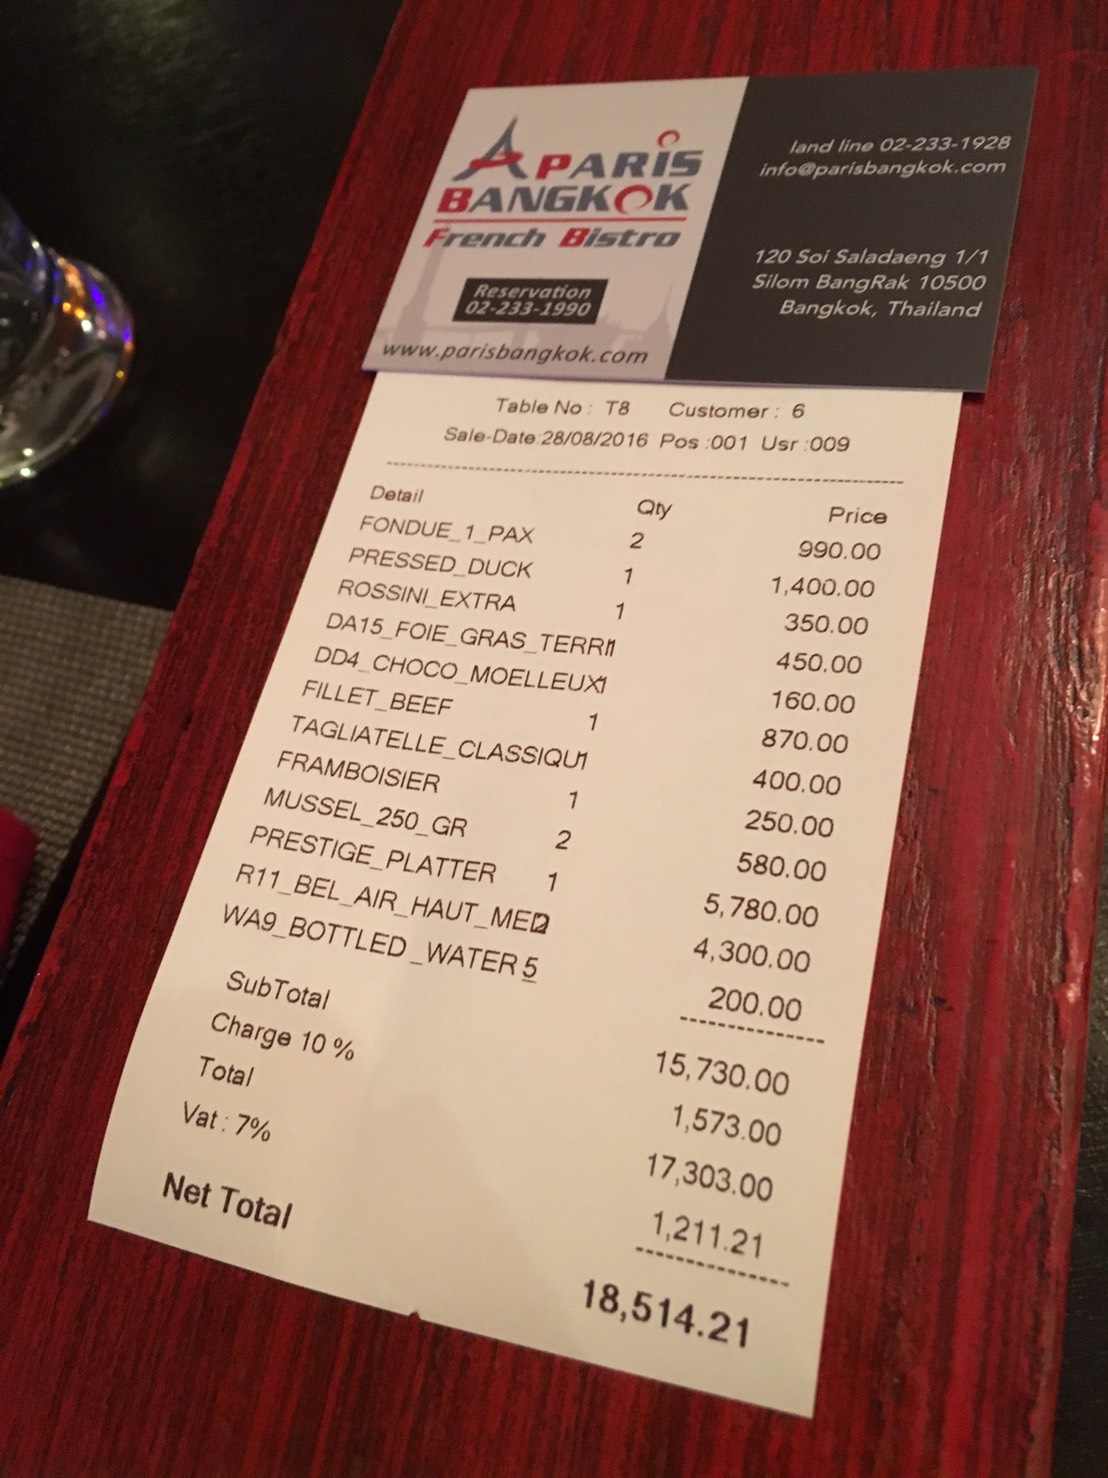 PARIS
BANGKOK
French Bistro
Reservation
02-233-1990
www.parisbangkok.com
land line 02-233-1928
info@parisbangkok.com
120 Soi Saladaeng 1/1
Silom BangRak 10500
Bangkok, Thailand
Table No : T8 Customer : 6
Sale-Date:28/08/2016 Pos :001 Usr :009
Detail Qty Price
FONDUE_1_PAX 2 990.00
PRESSED_DUCK 1 1,400.00
ROSSINI_EXTRA 1 350.00
DA15_FOIE_GRAS_TERRI1 450.00
DD4_CHOCO_MOELLEUX1 160.00
FILLET_BEEF 1 870.00
TAGLIATELLE_CLASSIQU1 400.00
FRAMBOISIER 1 250.00
MUSSEL_250_GR 2 580.00
PRESTIGE_PLATTER 1 5,780.00
R11_BEL_AIR_HAUT_MED2 4,300.00
WA9_BOTTLED_WATER 5 200.00
SubTotal 15,730.00
Charge 10 % 1,573.00
Total 17,303.00
Vat : 7% 1,211.21
Net Total 18,514.21